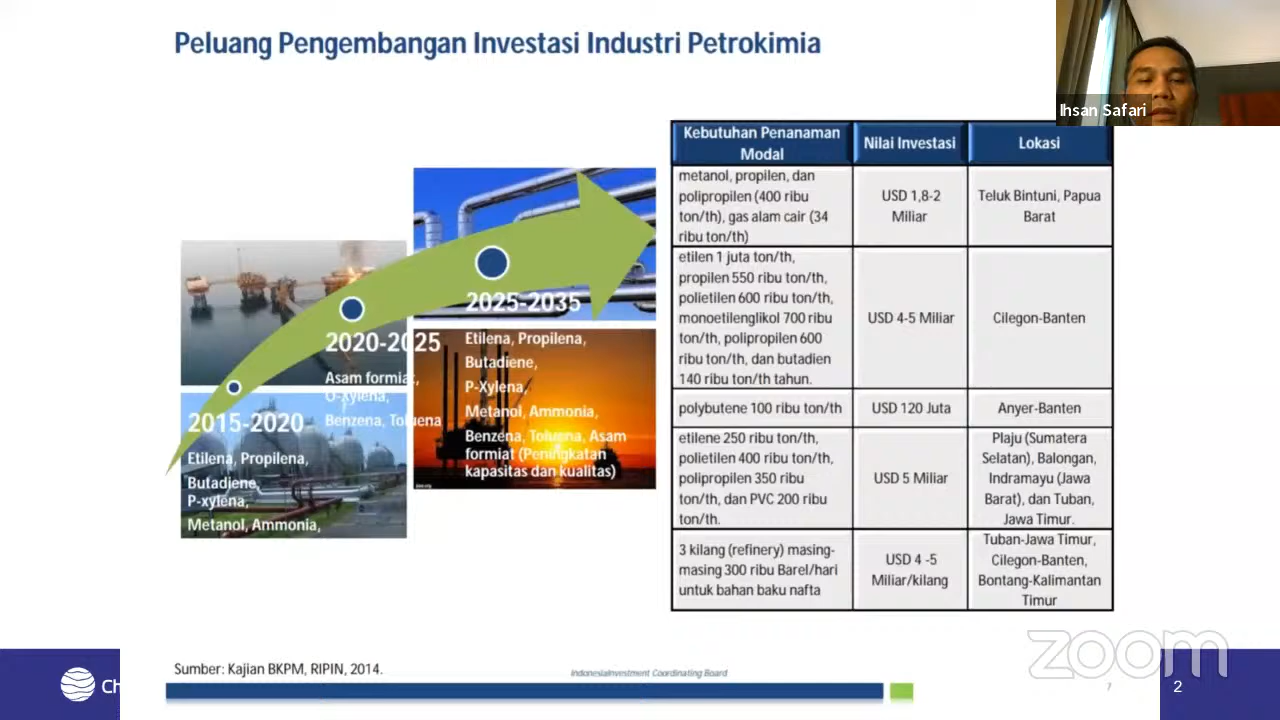 Peluang Pengembangan Investasi Industri Petrokimia
Ihsan Safari
2015-2020
Etilena, Propilena,
Butadiene,
P-xylena,
Metanol, Ammonia,
2020-2025
Asam formiat,
O-Xylena,
Benzena, Toluena
2025-2035
Etilena, Propilena,
Butadiene,
P-Xylena,
Metanol, Ammonia,
Benzena, Toluena, Asam
formiat (Peningkatan
kapasitas dan kualitas)
Kebutuhan Penanaman
Modal
Nilai Investasi
Lokasi
metanol, propilen, dan
polipropilen (400 ribu
ton/th), gas alam cair (34
ribu ton/th)
USD 1,8-2
Miliar
Teluk Bintuni, Papua
Barat
etilen 1 juta ton/th,
propilen 550 ribu ton/th,
polietilen 600 ribu ton/th,
monoetilenglikol 700 ribu
ton/th, polipropilen 600
ribu ton/th, dan butadien
140 ribu ton/th tahun.
USD 4-5 Miliar
Cilegon-Banten
polybutene 100 ribu ton/th
USD 120 Juta
Anyer-Banten
etilene 250 ribu ton/th,
polietilen 400 ribu ton/th,
polipropilen 350 ribu
ton/th, dan PVC 200 ribu
ton/th.
USD 5 Miliar
Plaju (Sumatera
Selatan), Balongan,
Indramayu (Jawa
Barat), dan Tuban,
Jawa Timur.
3 kilang (refinery) masing-
masing 300 ribu Barel/hari
untuk bahan baku nafta
USD 4 -5
Miliar/kilang
Tuban-Jawa Timur,
Cilegon-Banten,
Bontang-Kalimantan
Timur
Sumber: Kajian BKPM, RIPIN, 2014.
IndonesiaInvestment Coordinating Board
7
zoom
Ch
2